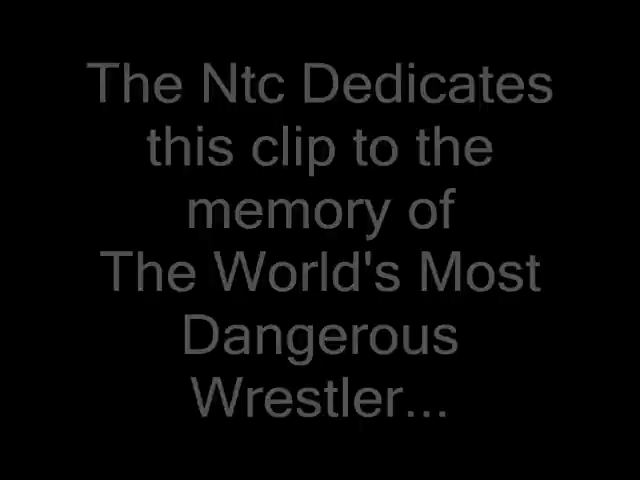 The Ntc Dedicates
this clip to the
memory of
The World's Most
Dangerous
Wrestler...